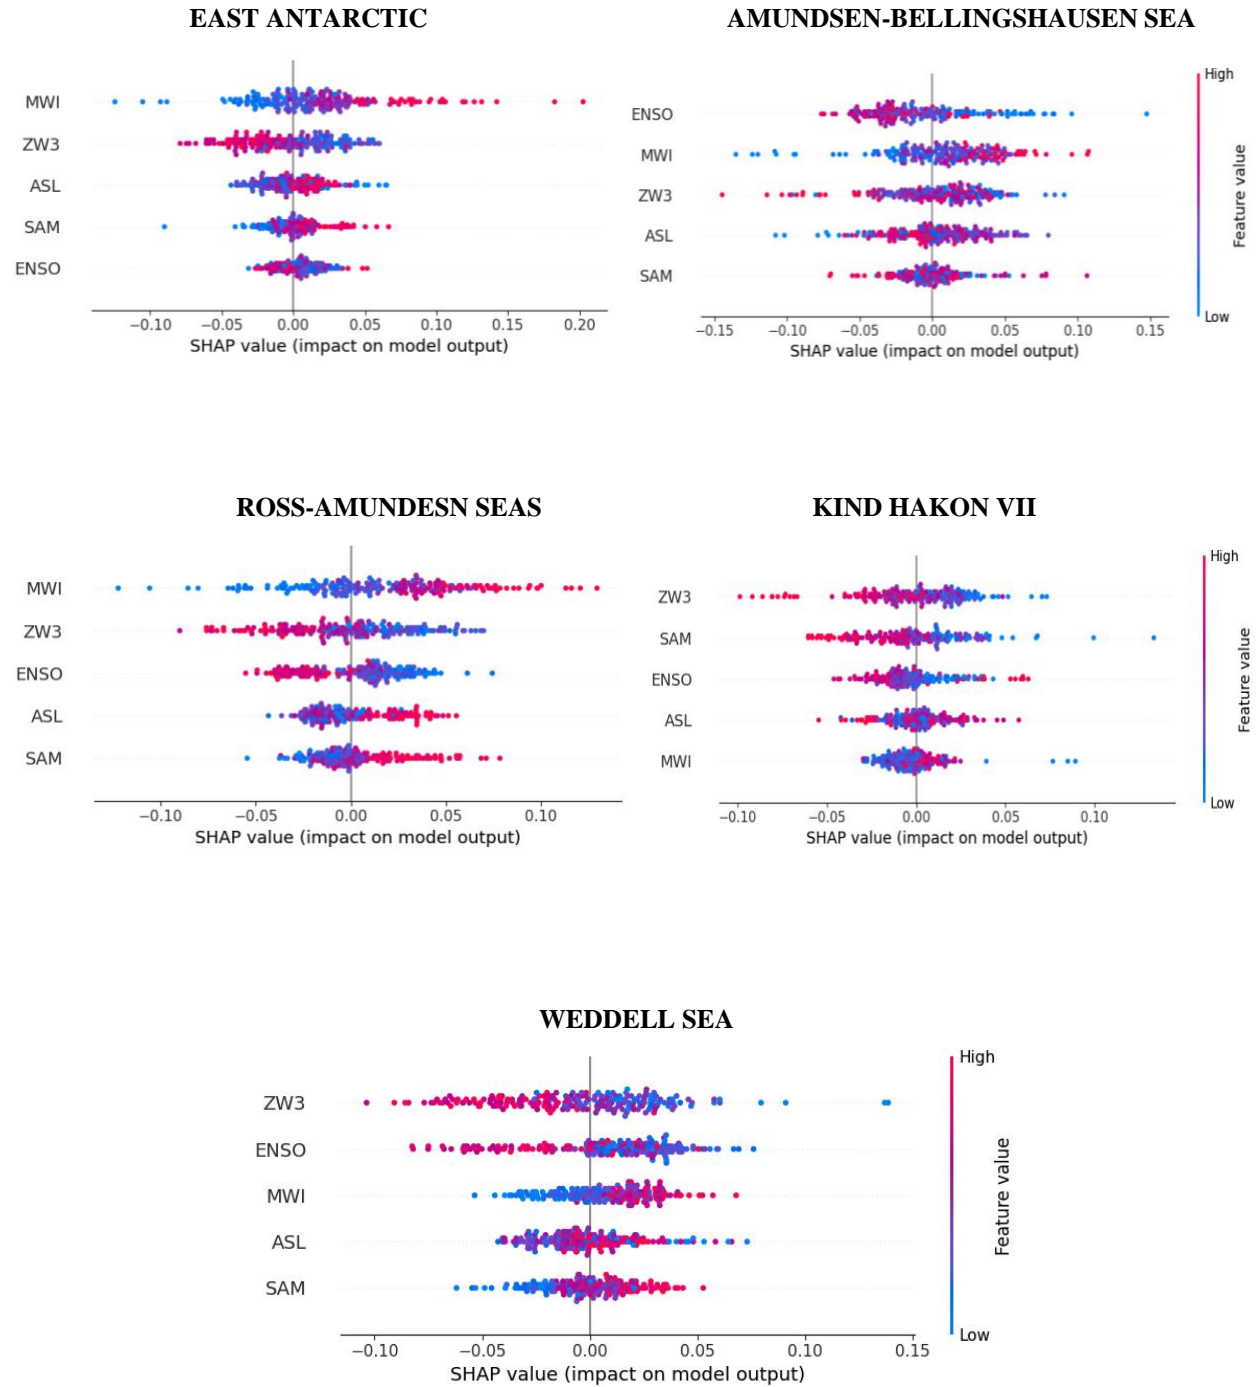 EAST ANTARCTIC
MWI
ZW3
ASL
SAM
ENSO
−0.10 −0.05 0.00 0.05 0.10 0.15 0.20
SHAP value (impact on model output)
AMUNDSEN-BELLINGSHAUSEN SEA
ENSO
MWI
ZW3
ASL
SAM
−0.15 −0.10 −0.05 0.00 0.05 0.10 0.15
SHAP value (impact on model output)
High
Feature value
Low
ROSS-AMUNDESN SEAS
MWI
ZW3
ENSO
ASL
SAM
−0.10 −0.05 0.00 0.05 0.10
SHAP value (impact on model output)
KIND HAKON VII
ZW3
SAM
ENSO
ASL
MWI
−0.10 −0.05 0.00 0.05 0.10
SHAP value (impact on model output)
High
Feature value
Low
WEDDELL SEA
ZW3
ENSO
MWI
ASL
SAM
−0.10 −0.05 0.00 0.05 0.10 0.15
SHAP value (impact on model output)
High
Feature value
Low